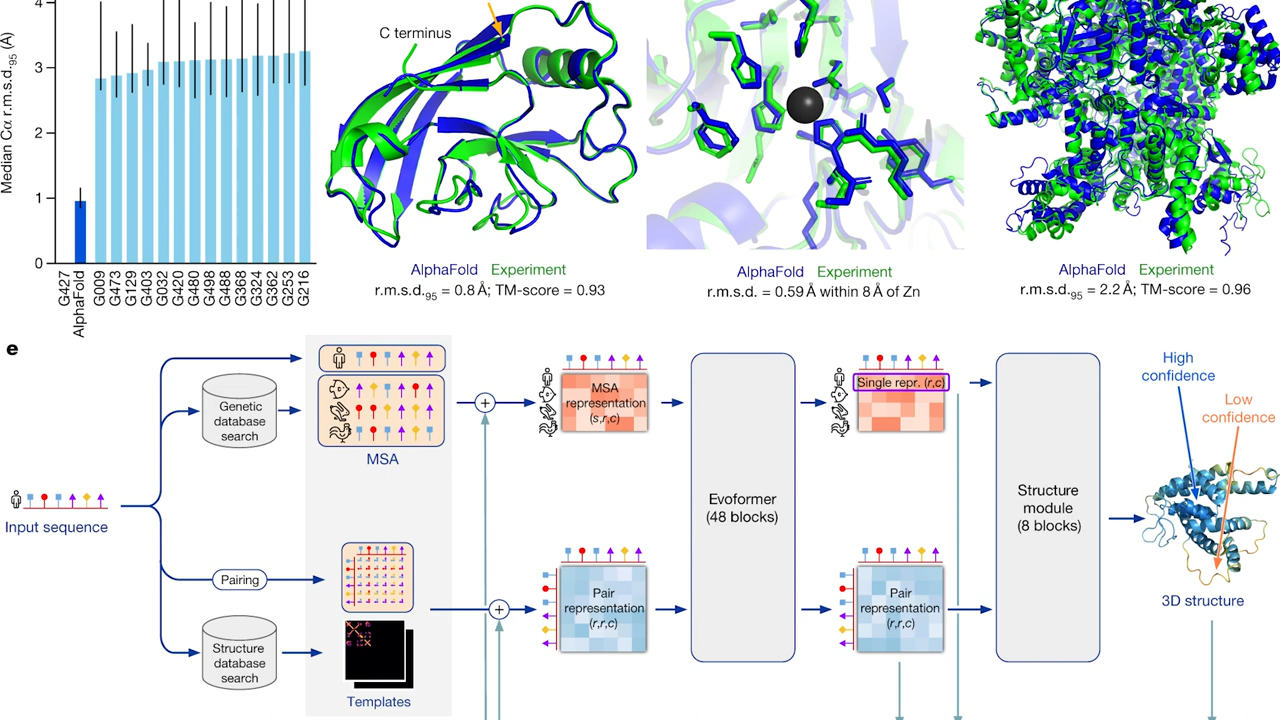 4
3
2
1
0
Median Cα r.m.s.d.95 (Å)
G427
AlphaFold
G009
G473
G129
G403
G032
G420
G480
G498
G488
G368
G324
G362
G253
G216
C terminus
AlphaFold Experiment
r.m.s.d.95 = 0.8 Å; TM-score = 0.93
AlphaFold Experiment
r.m.s.d. = 0.59 Å within 8 Å of Zn
AlphaFold Experiment
r.m.s.d.95 = 2.2 Å; TM-score = 0.96
e
Input sequence
Genetic
database
search
MSA
Pairing
Structure
database
search
Templates
+
+
MSA
representation
(s,r,c)
Pair
representation
(r,r,c)
Evoformer
(48 blocks)
Single repr. (r,c)
Pair
representation
(r,r,c)
Structure
module
(8 blocks)
High
confidence
Low
confidence
3D structure